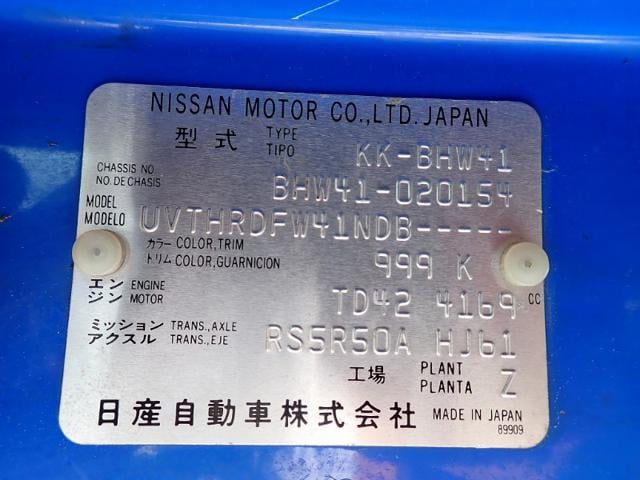 NISSAN MOTOR CO.,LTD. JAPAN
型式 TYPE TIPO KK-BHW41
CHASSIS NO. NO. DE CHASIS BHW41-020154
MODEL MODELO UVTHRDFW41NDB-----
カラー COLOR, TRIM
トリム COLOR, GUARNICION 999 K
エンジン ENGINE MOTOR TD42 4169 CC
ミッション TRANS., AXLE
アクスル TRANS., EJE RS5R50A HJ61
工場 PLANT PLANTA Z
日産自動車株式会社 MADE IN JAPAN
89909